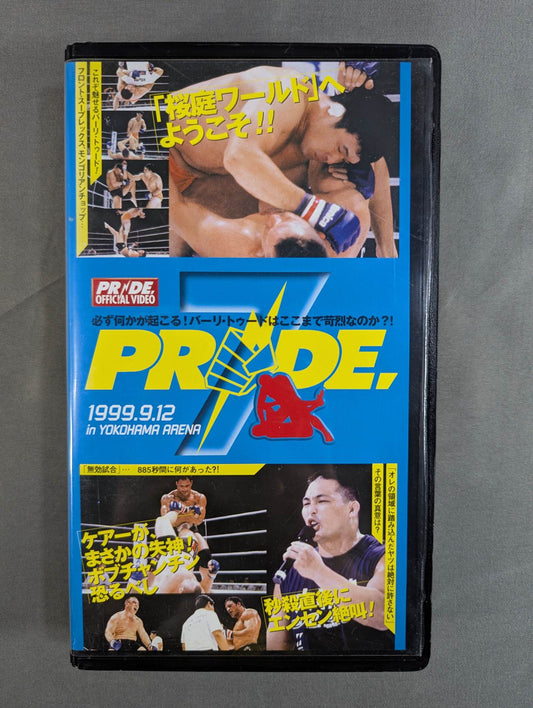 これぞ魅せるバーリ・トゥード!
フロントスープレックス、モンゴリアンチョップ…
「桜庭ワールド」へ
ようこそ!!
PRIDE.
OFFICIAL VIDEO
7
必ず何かが起こる!バーリ・トゥードはここまで苛烈なのか?!
PRIDE.
1999.9.12
in YOKOHAMA ARENA
「無効試合」… 885秒間に何があった?!
「オレの領域に踏み込んだヤツは絶対に許さない」
その言葉の真意は?
ケアーが、
まさかの失神!
ボブチャンチン
恐るべし
秒殺直後に
エンセン絶叫!